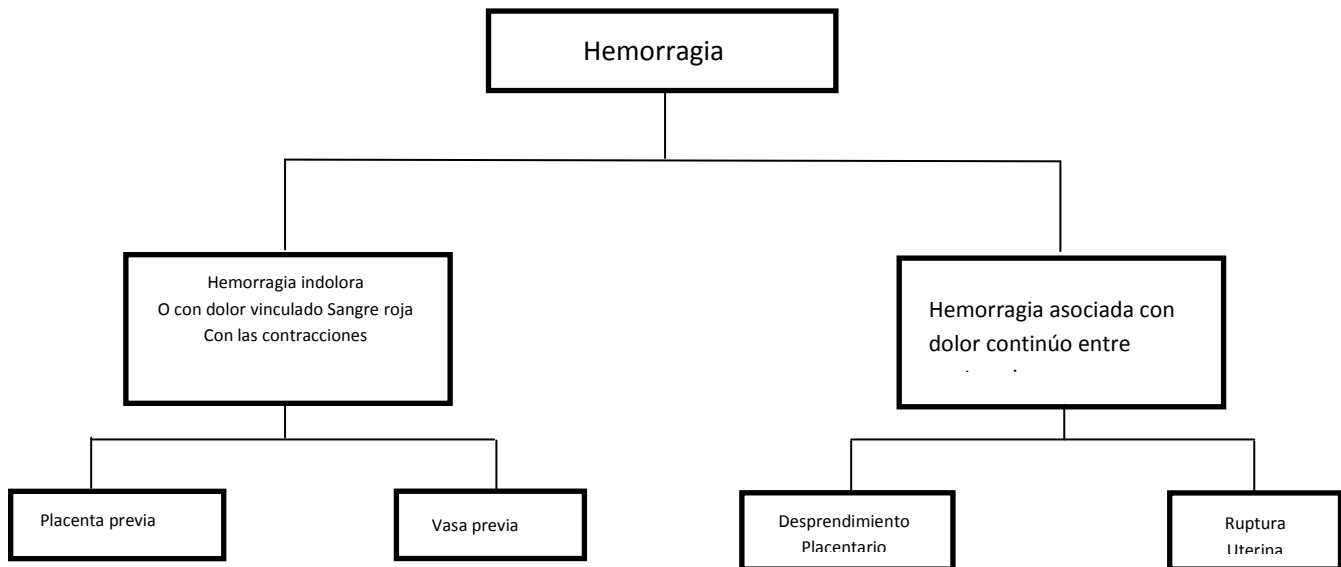 Hemorragia
Hemorragia indolora
O con dolor vinculado Sangre roja
Con las contracciones
Hemorragia asociada con
dolor continúo entre
Placenta previa
Vasa previa
Desprendimiento
Placentario
Ruptura
Uterina